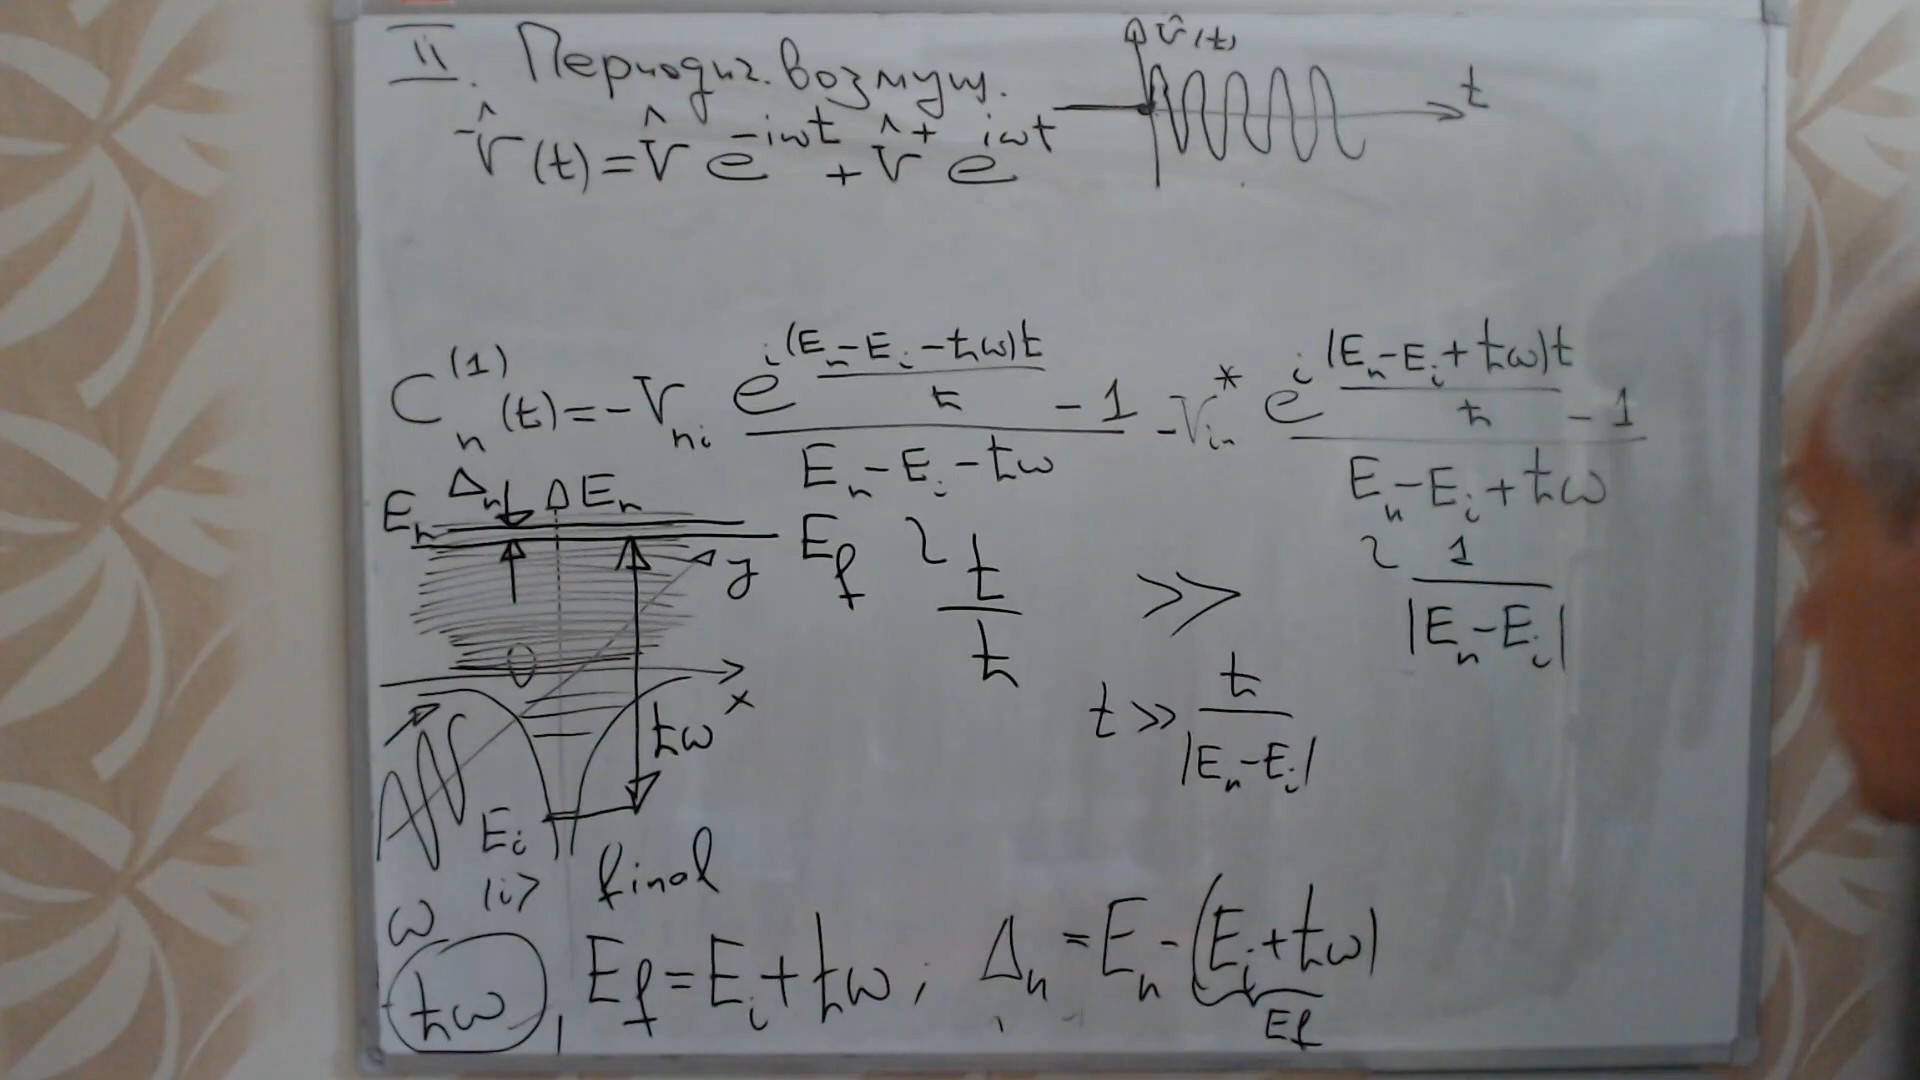 II. Периодич. возмущ.
V̂(t)
t
V̂(t) = V̂ e^{-iωt} + V̂⁺ e^{iωt}
C_n^{(1)}(t) = -V_{ni} (e^{i(E_n-E_i-ħω)t/ħ} - 1)/(E_n-E_i-ħω) - V*_{in} (e^{i(E_n-E_i+ħω)t/ħ} - 1)/(E_n-E_i+ħω)
E_n Δ_n E_n
E_f ~ t/ħ >> ~ 1/|E_n-E_i|
y
0
x
t >> ħ/|E_n-E_i|
ħω
E_i
|i> final
ω
ħω, E_f = E_i + ħω; Δ_n = E_n - (E_i + ħω)
E_f